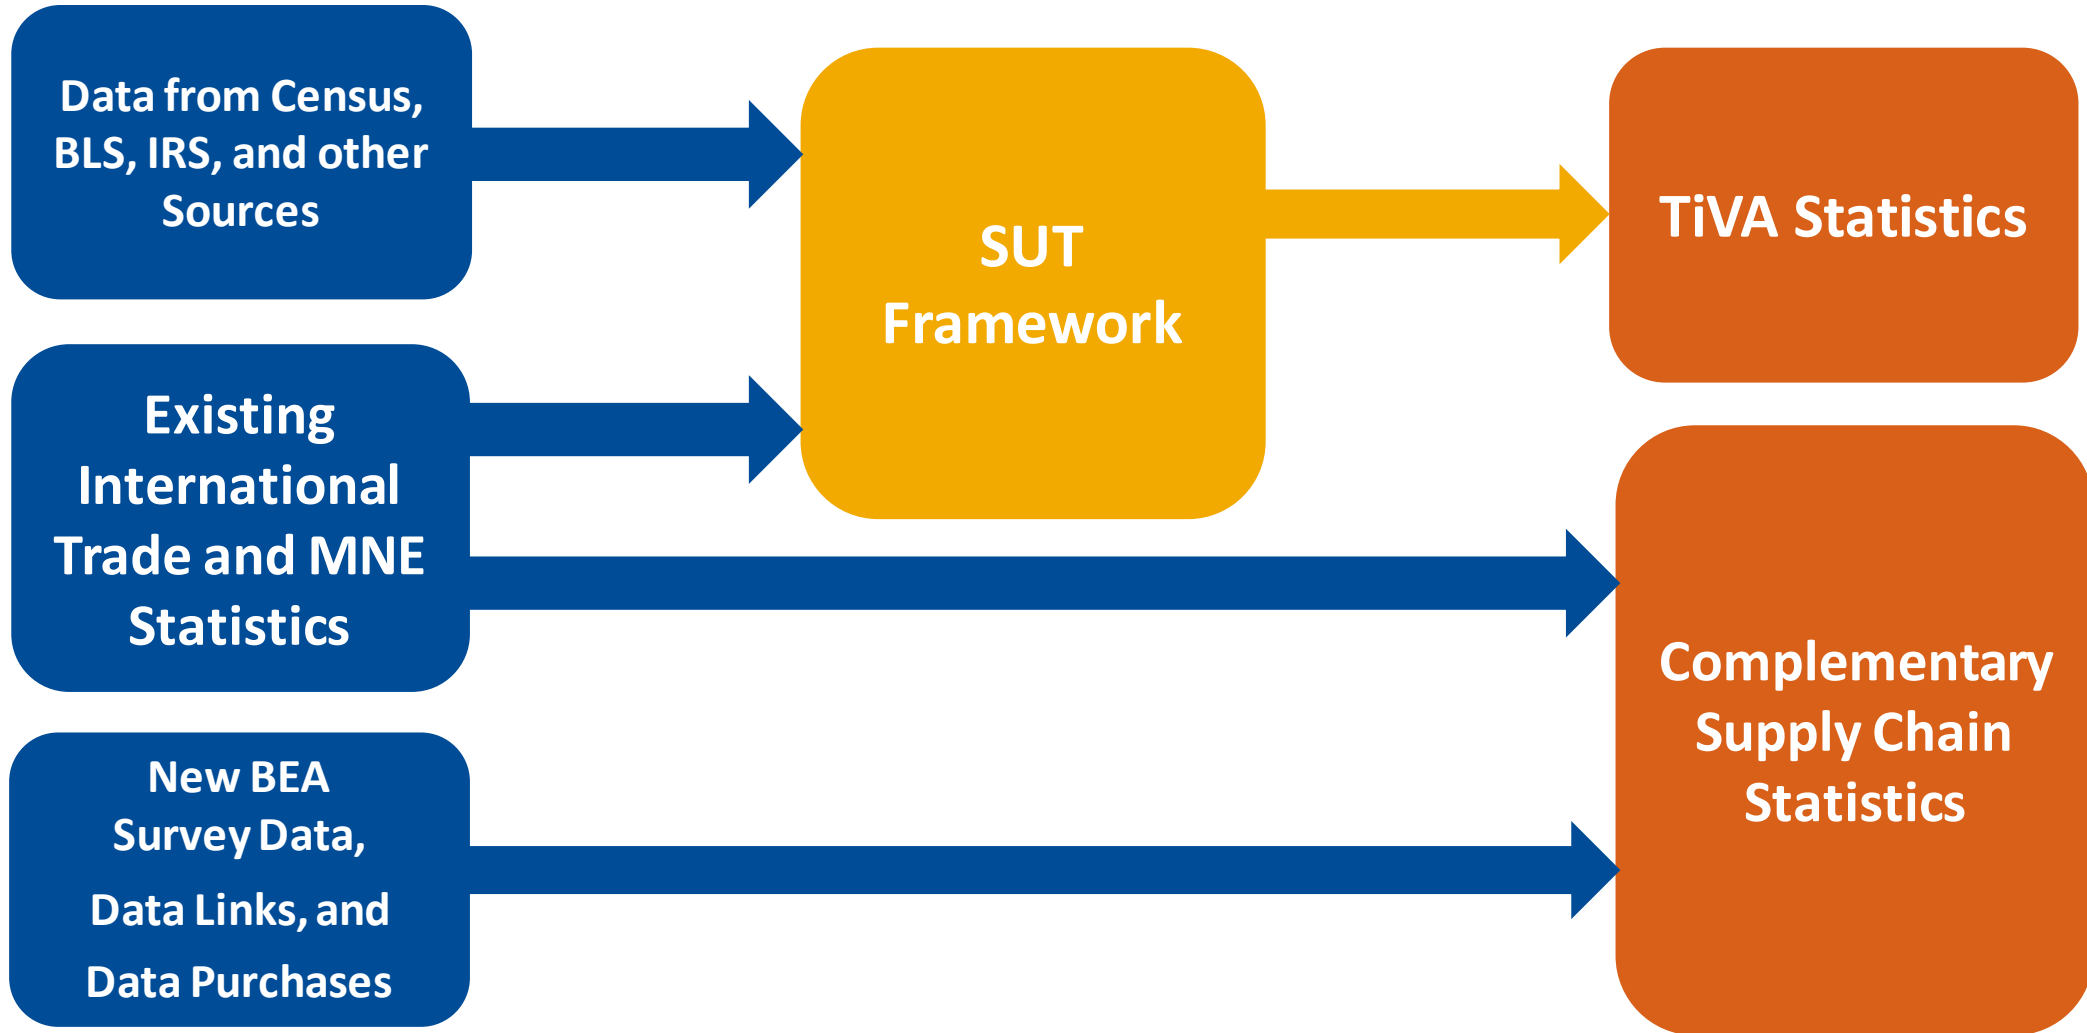 Data from Census,
BLS, IRS, and other
Sources
SUT
Framework
TiVA Statistics
Existing
International
Trade and MNE
Statistics
Complementary
Supply Chain
Statistics
New BEA
Survey Data,
Data Links, and
Data Purchases